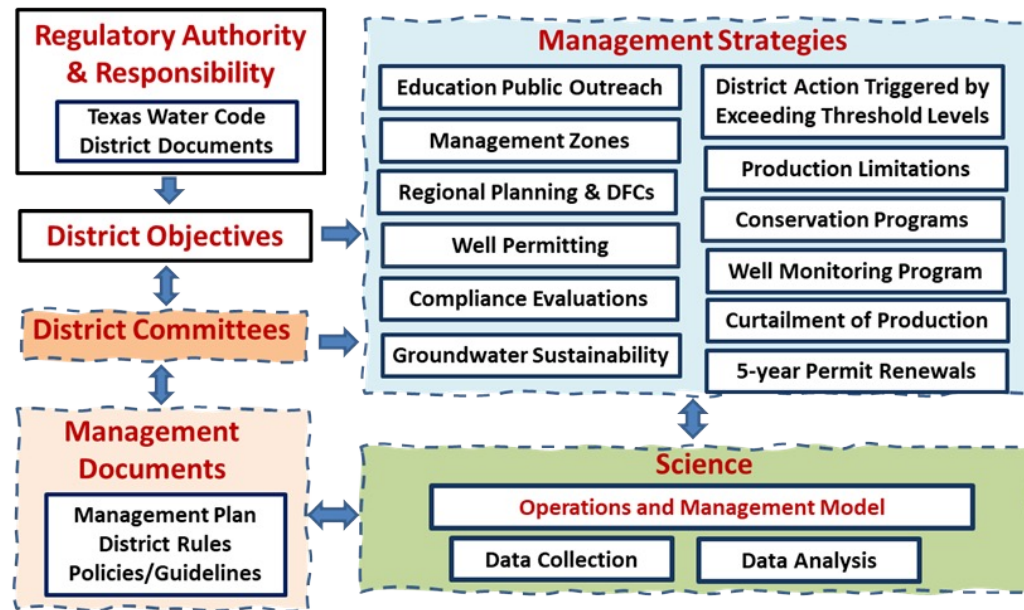 Regulatory Authority
& Responsibility
Texas Water Code
District Documents
District Objectives
District Committees
Management
Documents
Management Plan
District Rules
Policies/Guidelines
Management Strategies
Education Public Outreach
Management Zones
Regional Planning & DFCs
Well Permitting
Compliance Evaluations
Groundwater Sustainability
District Action Triggered by
Exceeding Threshold Levels
Production Limitations
Conservation Programs
Well Monitoring Program
Curtailment of Production
5-year Permit Renewals
Science
Operations and Management Model
Data Collection
Data Analysis